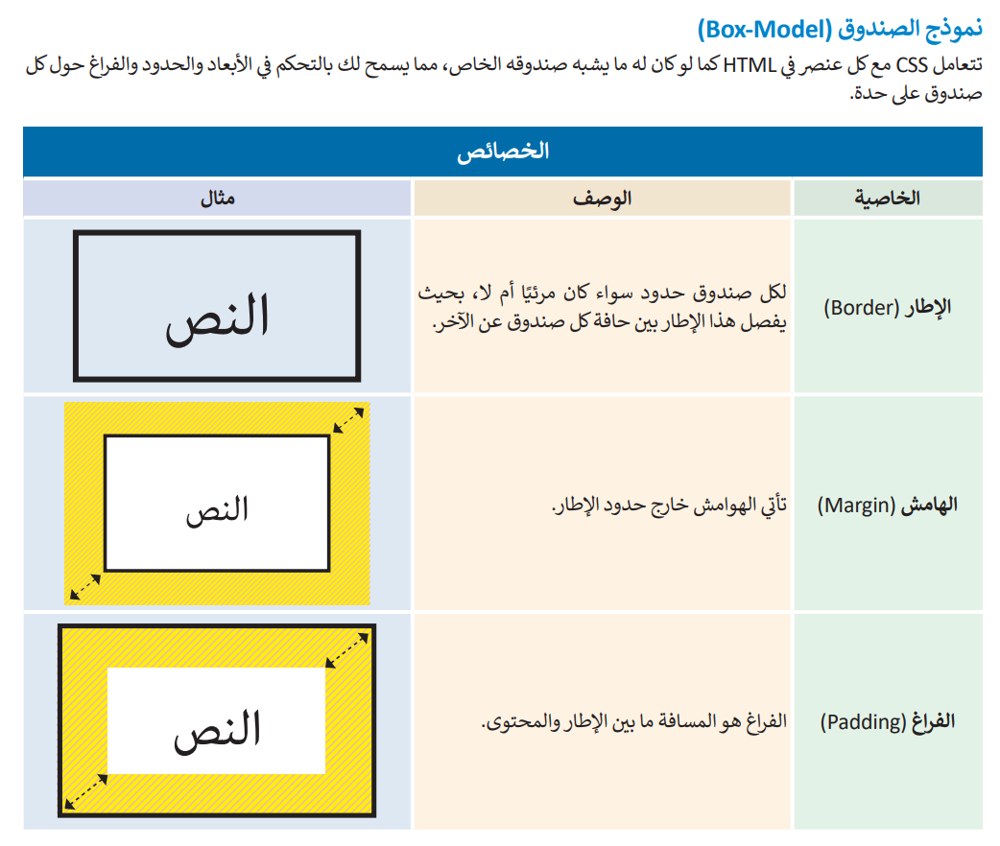 نموذج الصندوق (Box-Model)
تتعامل CSS مع كل عنصر في HTML كما لو كان له ما يشبه صندوقه الخاص، مما يسمح لك بالتحكم في الأبعاد والحدود والفراغ حول كل
صندوق على حدة.
الخصائص
الخاصية
الوصف
مثال
الإطار (Border)
لكل صندوق حدود سواء كان مرئيًا أم لا، بحيث
يفصل هذا الإطار بين حافة كل صندوق عن الآخر.
النص
الهامش (Margin)
تأتي الهوامش خارج حدود الإطار.
النص
الفراغ (Padding)
الفراغ هو المسافة ما بين الإطار والمحتوى.
النص